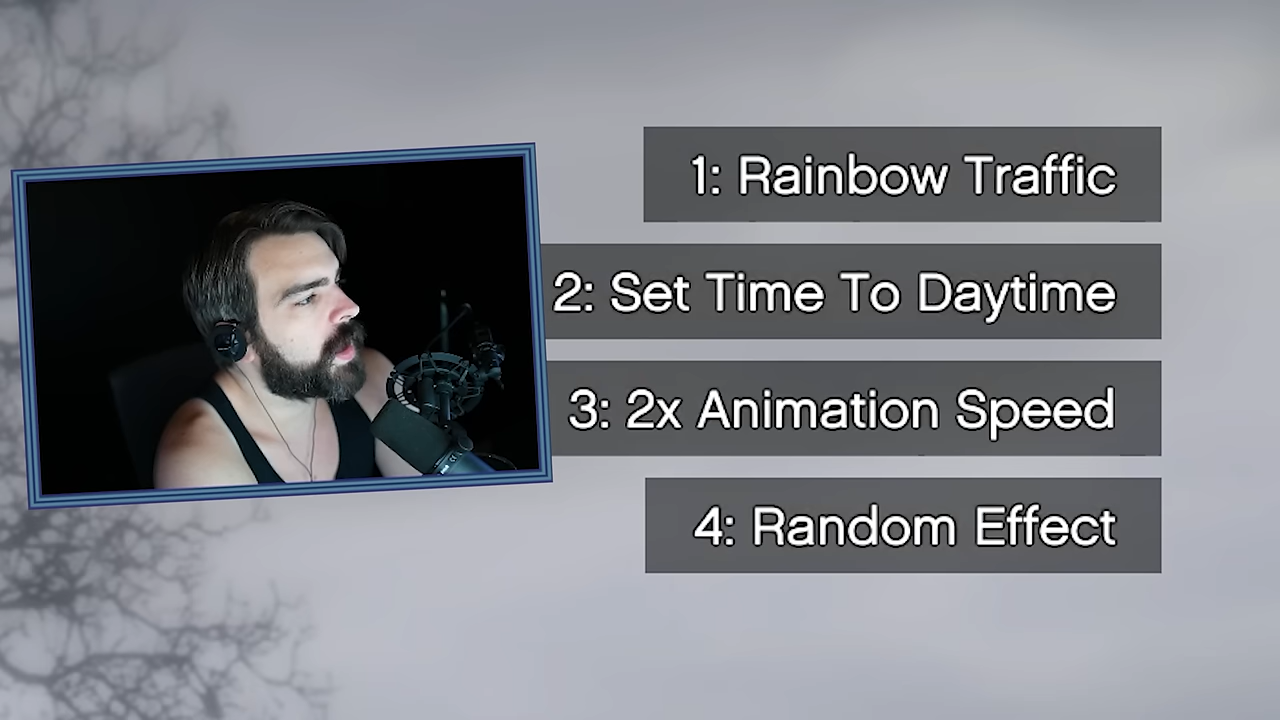 1: Rainbow Traffic
2: Set Time To Daytime
3: 2x Animation Speed
4: Random Effect